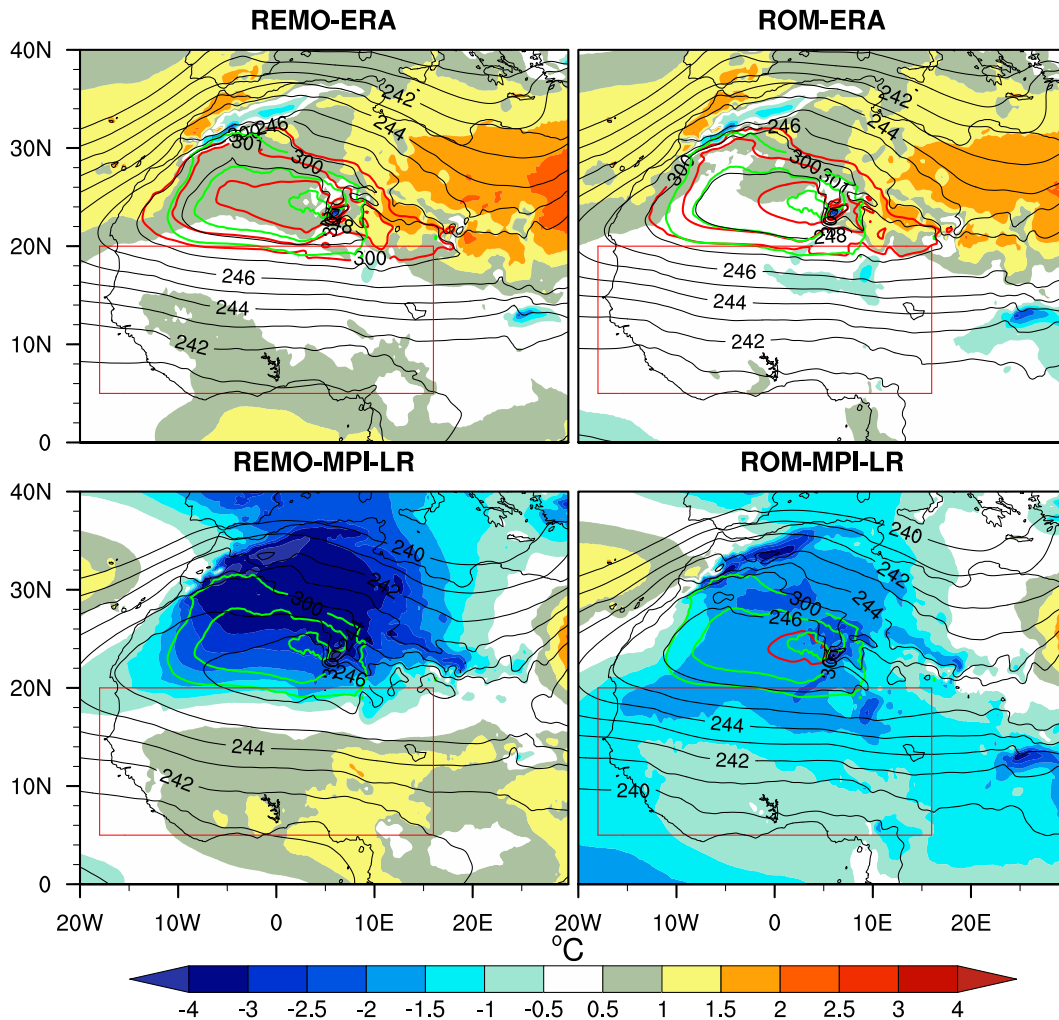 REMO-ERA ROM-ERA
40N
242 242
246 246
244 244
30N
301 300 300 300 301
20N
300 248
246 246
244 244
10N
242 242
0
REMO-MPI-LR ROM-MPI-LR
40N
240 240
242 242
30N
300 300
244
246
246
20N
244 244
242 242
10N
240
0
20W 10W 0 10E 20E 20W 10W 0 10E 20E
°C
-4 -3 -2.5 -2 -1.5 -1 -0.5 0.5 1 1.5 2 2.5 3 4